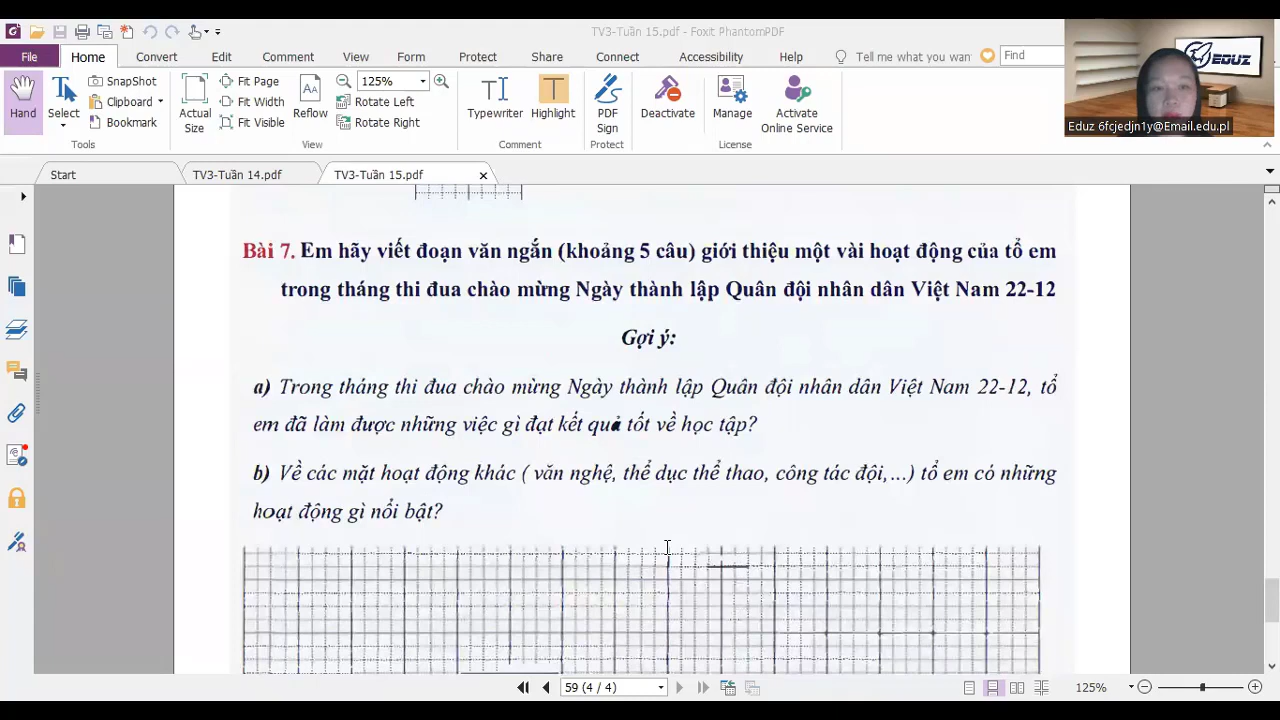 TV3-Tuần 15.pdf - Foxit PhantomPDF
File Home Convert Edit Comment View Form Protect Share Connect Accessibility Help Tell me what you want Find
EDUZ
Hand
Select
SnapShot
Clipboard
Bookmark
Tools
Actual Size
Fit Page
Fit Width
Fit Visible
Reflow
125%
Rotate Left
Rotate Right
View
Typewriter
Highlight
Comment
PDF Sign
Protect
Deactivate
Manage
Activate Online Service
License
Eduz 6fcjedjn1y@Email.edu.pl
Start TV3-Tuần 14.pdf TV3-Tuần 15.pdf
Bài 7. Em hãy viết đoạn văn ngắn (khoảng 5 câu) giới thiệu một vài hoạt động của tổ em
trong tháng thi đua chào mừng Ngày thành lập Quân đội nhân dân Việt Nam 22-12
Gợi ý:
a) Trong tháng thi đua chào mừng Ngày thành lập Quân đội nhân dân Việt Nam 22-12, tổ
em đã làm được những việc gì đạt kết quả tốt về học tập?
b) Về các mặt hoạt động khác ( văn nghệ, thể dục thể thao, công tác đội,...) tổ em có những
hoạt động gì nổi bật?
59 (4 / 4)
125%